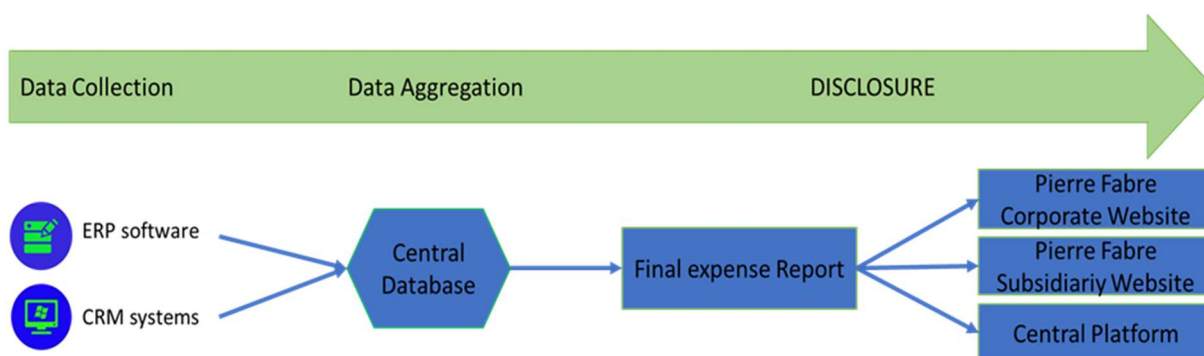 Data Collection
Data Aggregation
DISCLOSURE
ERP software
CRM systems
Central
Database
Final expense Report
Pierre Fabre
Corporate Website
Pierre Fabre
Subsidiariy Website
Central Platform